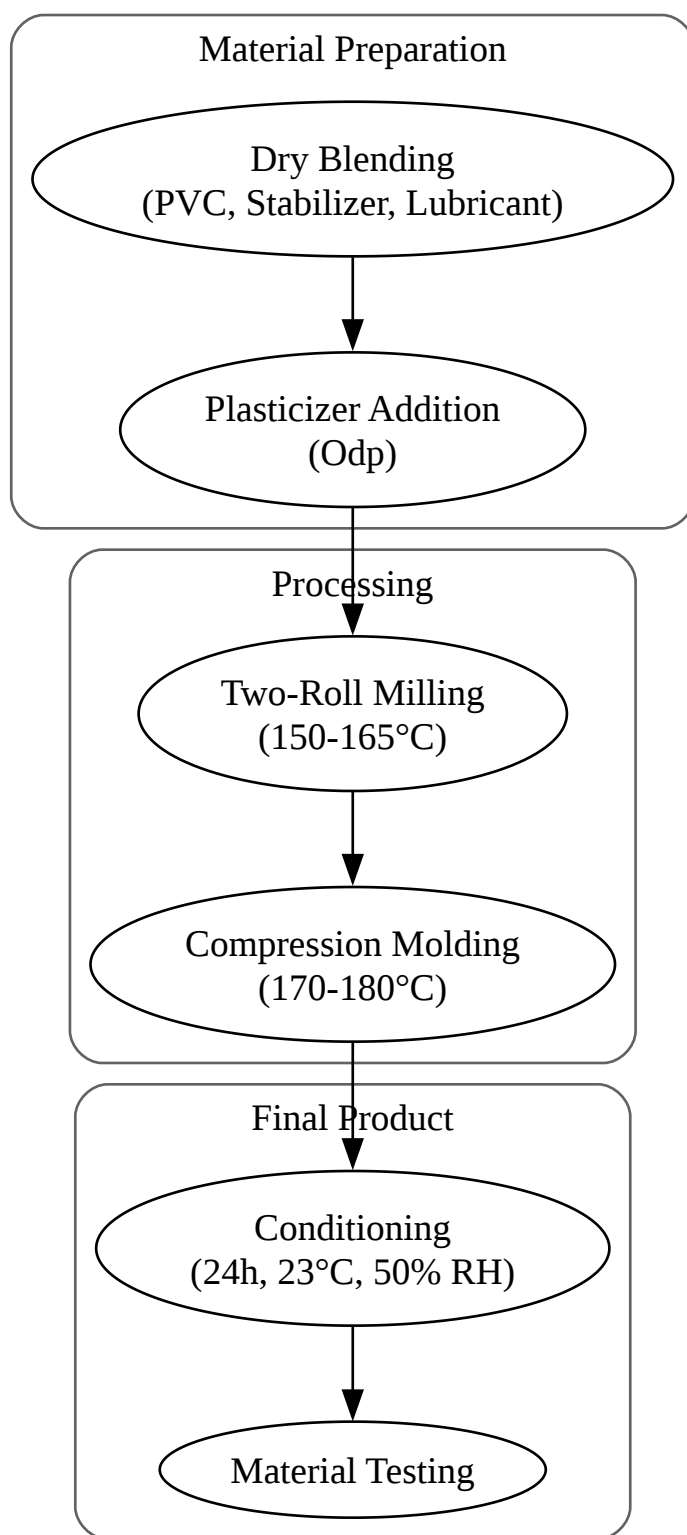 Material Preparation
Dry Blending
(PVC, Stabilizer, Lubricant)
Plasticizer Addition
(Odp)
Processing
Two-Roll Milling
(150-165°C)
Compression Molding
(170-180°C)
Final Product
Conditioning
(24h, 23°C, 50% RH)
Material Testing